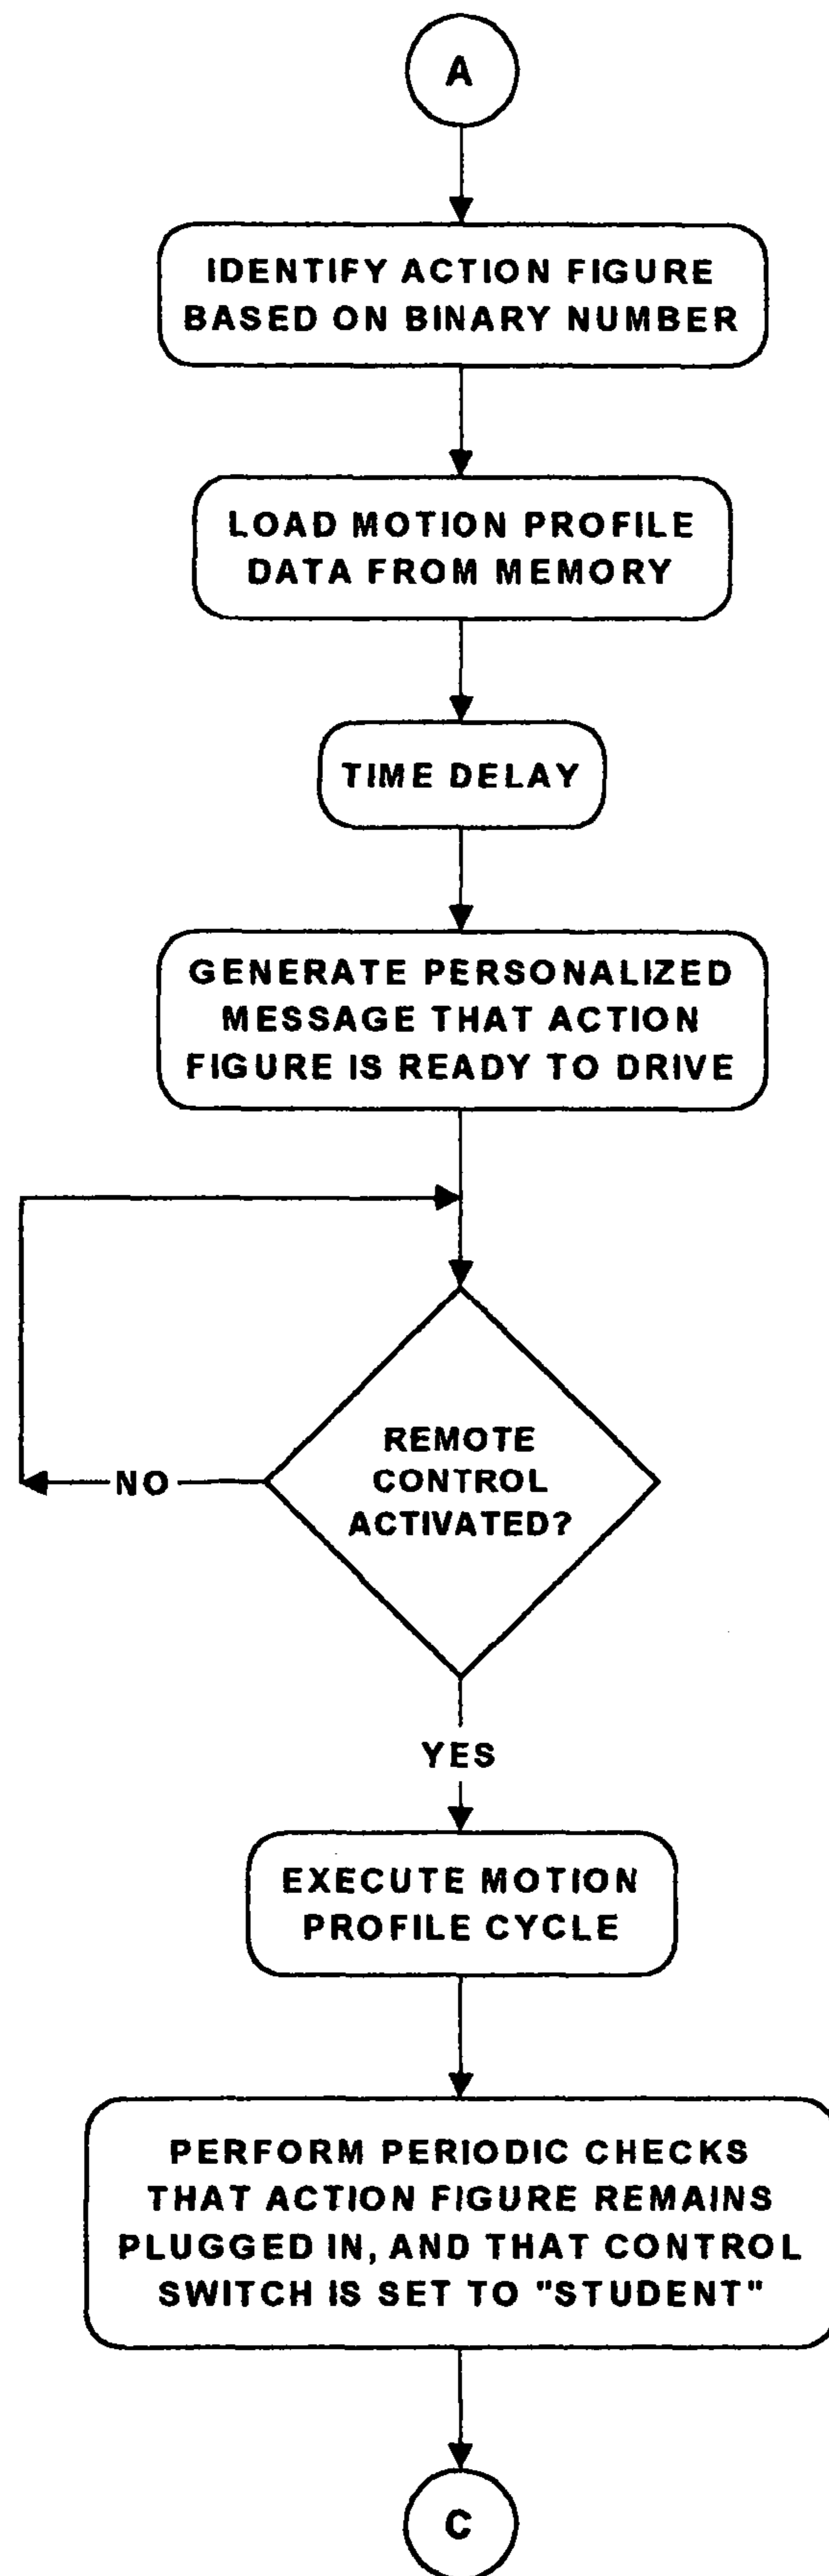 A
IDENTIFY ACTION FIGURE
BASED ON BINARY NUMBER
LOAD MOTION PROFILE
DATA FROM MEMORY
TIME DELAY
GENERATE PERSONALIZED
MESSAGE THAT ACTION
FIGURE IS READY TO DRIVE
REMOTE
CONTROL
ACTIVATED?
NO
YES
EXECUTE MOTION
PROFILE CYCLE
PERFORM PERIODIC CHECKS
THAT ACTION FIGURE REMAINS
PLUGGED IN, AND THAT CONTROL
SWITCH IS SET TO "STUDENT"
C